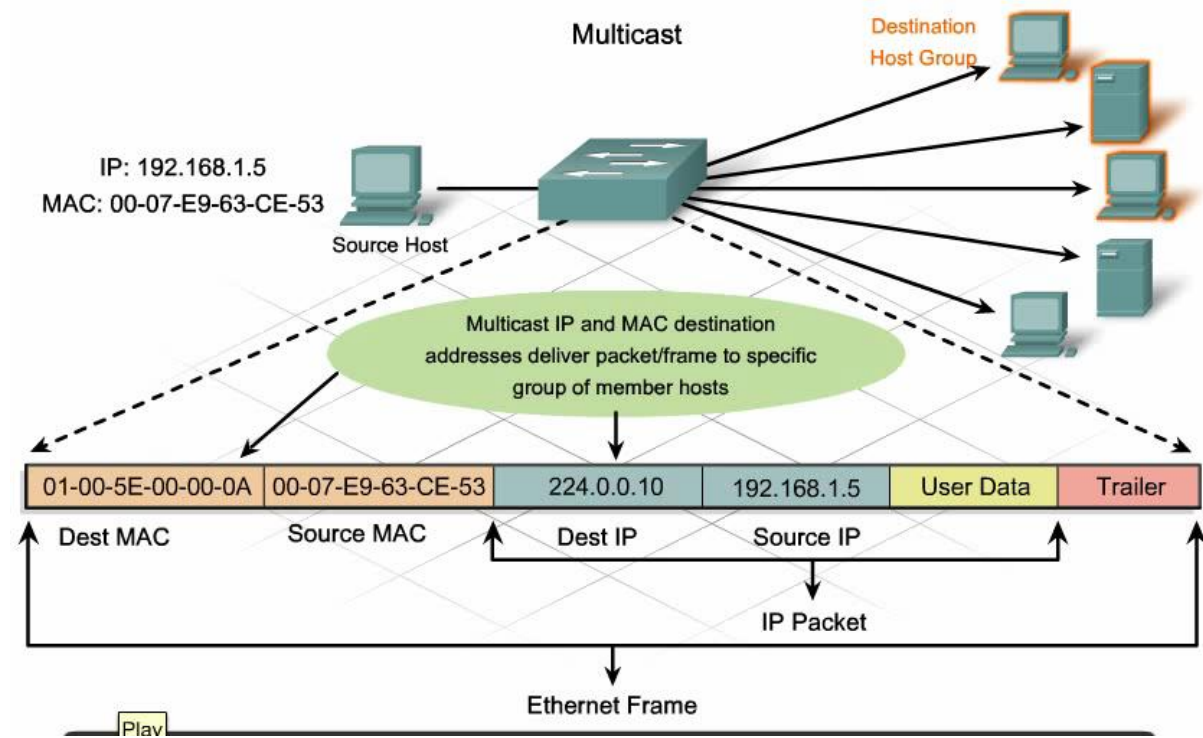 Multicast
Destination
Host Group
IP: 192.168.1.5
MAC: 00-07-E9-63-CE-53
Source Host
Multicast IP and MAC destination
addresses deliver packet/frame to specific
group of member hosts
01-00-5E-00-00-0A 00-07-E9-63-CE-53 224.0.0.10 192.168.1.5 User Data Trailer
Dest MAC Source MAC Dest IP Source IP
IP Packet
Ethernet Frame
Play